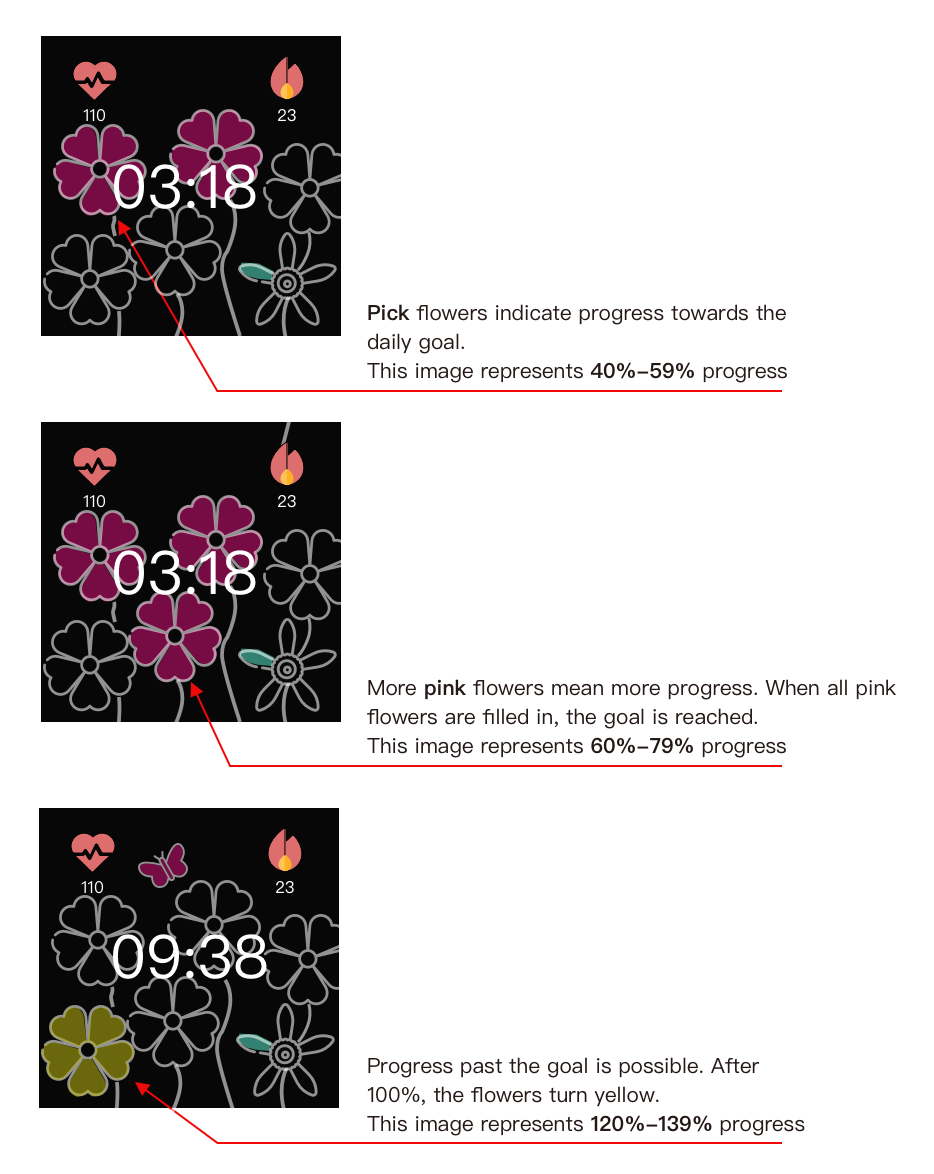 110
23
03:18
Pick flowers indicate progress towards the
daily goal.
This image represents 40%–59% progress
110
23
03:18
More pink flowers mean more progress. When all pink
flowers are filled in, the goal is reached.
This image represents 60%–79% progress
110
23
09:38
Progress past the goal is possible. After
100%, the flowers turn yellow.
This image represents 120%–139% progress